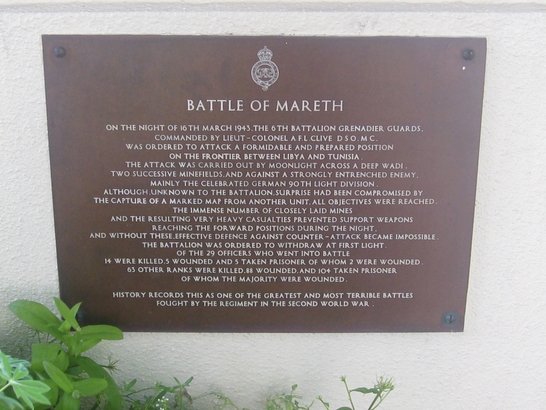 BATTLE OF MARETH
ON THE NIGHT OF 16TH MARCH 1943, THE 6TH BATTALION GRENADIER GUARDS,
COMMANDED BY LIEUT-COLONEL A F L CLIVE D S O, M C,
WAS ORDERED TO ATTACK A FORMIDABLE AND PREPARED POSITION
ON THE FRONTIER BETWEEN LIBYA AND TUNISIA
THE ATTACK WAS CARRIED OUT BY MOONLIGHT ACROSS A DEEP WADI,
TWO SUCCESSIVE MINEFIELDS, AND AGAINST A STRONGLY ENTRENCHED ENEMY,
MAINLY THE CELEBRATED GERMAN 90TH LIGHT DIVISION.
ALTHOUGH, UNKNOWN TO THE BATTALION, SURPRISE HAD BEEN COMPROMISED BY
THE CAPTURE OF A MARKED MAP FROM ANOTHER UNIT, ALL OBJECTIVES WERE REACHED.
THE IMMENSE NUMBER OF CLOSELY LAID MINES
AND THE RESULTING VERY HEAVY CASUALTIES PREVENTED SUPPORT WEAPONS
REACHING THE FORWARD POSITIONS DURING THE NIGHT,
AND WITHOUT THESE, EFFECTIVE DEFENCE AGAINST COUNTER-ATTACK BECAME IMPOSSIBLE.
THE BATTALION WAS ORDERED TO WITHDRAW AT FIRST LIGHT.
OF THE 29 OFFICERS WHO WENT INTO BATTLE
14 WERE KILLED, 5 WOUNDED AND 5 TAKEN PRISONER OF WHOM 2 WERE WOUNDED.
63 OTHER RANKS WERE KILLED, 88 WOUNDED, AND 104 TAKEN PRISONER
OF WHOM THE MAJORITY WERE WOUNDED.
HISTORY RECORDS THIS AS ONE OF THE GREATEST AND MOST TERRIBLE BATTLES
FOUGHT BY THE REGIMENT IN THE SECOND WORLD WAR.